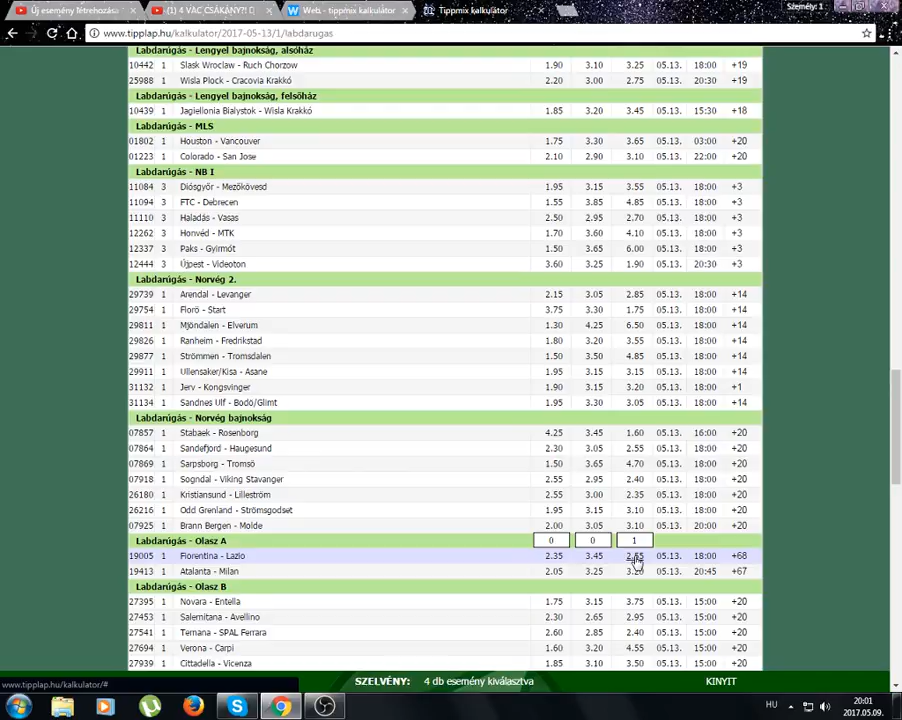 Új esemény létrehozása
(1) 4 VAC CSÁKÁNY?! D
Web. - tippmix kalkulátor
Tippmix kalkulátor
Személy: 1
www.tipplap.hu/kalkulator/2017-05-13/1/labdarugas
Labdarúgás - Lengyel bajnokság, alsóház
10442 1 Slask Wroclaw - Ruch Chorzow 1.90 3.10 3.25 05.13. 18:00 +19
25988 1 Wisla Plock - Cracovia Krakkó 2.20 3.00 2.75 05.13. 20:30 +19
Labdarúgás - Lengyel bajnokság, felsőház
10439 1 Jagiellonia Bialystok - Wisla Krakkó 1.85 3.20 3.45 05.13. 15:30 +18
Labdarúgás - MLS
01802 1 Houston - Vancouver 1.75 3.30 3.65 05.13. 03:00 +20
01223 1 Colorado - San Jose 2.10 2.90 3.10 05.13. 22:00 +20
Labdarúgás - NB I
11084 3 Diósgyőr - Mezőkövesd 1.95 3.15 3.55 05.13. 18:00 +3
11094 3 FTC - Debrecen 1.55 3.85 4.85 05.13. 18:00 +3
11110 3 Haladás - Vasas 2.50 2.95 2.70 05.13. 18:00 +3
12262 3 Honvéd - MTK 1.70 3.60 4.10 05.13. 18:00 +3
12337 3 Paks - Gyirmót 1.50 3.65 6.00 05.13. 18:00 +3
12444 3 Újpest - Videoton 3.60 3.25 1.90 05.13. 20:30 +3
Labdarúgás - Norvég 2.
29739 1 Arendal - Levanger 2.15 3.05 2.85 05.13. 18:00 +14
29754 1 Florö - Start 3.75 3.30 1.75 05.13. 18:00 +14
29811 1 Mjöndalen - Elverum 1.30 4.25 6.50 05.13. 18:00 +14
29826 1 Ranheim - Fredrikstad 1.80 3.20 3.55 05.13. 18:00 +14
29877 1 Strömmen - Tromsdalen 1.50 3.50 4.85 05.13. 18:00 +14
29911 1 Ullensaker/Kisa - Asane 1.95 3.15 3.15 05.13. 18:00 +14
31132 1 Jerv - Kongsvinger 1.90 3.15 3.20 05.13. 18:00 +1
31134 1 Sandnes Ulf - Bodö/Glimt 1.95 3.30 3.05 05.13. 18:00 +14
Labdarúgás - Norvég bajnokság
07857 1 Stabaek - Rosenborg 4.25 3.45 1.60 05.13. 16:00 +20
07864 1 Sandefjord - Haugesund 2.30 3.05 2.55 05.13. 18:00 +20
07869 1 Sarpsborg - Tromsö 1.50 3.65 4.70 05.13. 18:00 +20
07918 1 Sogndal - Viking Stavanger 2.55 2.95 2.40 05.13. 18:00 +20
26180 1 Kristiansund - Lilleström 2.55 3.00 2.35 05.13. 18:00 +20
26216 1 Odd Grenland - Strömsgodset 1.95 3.15 3.10 05.13. 18:00 +20
07925 1 Brann Bergen - Molde 2.00 3.05 3.10 05.13. 20:00 +20
Labdarúgás - Olasz A 0 0 1
19005 1 Fiorentina - Lazio 2.35 3.45 2.55 05.13. 18:00 +68
19413 1 Atalanta - Milan 2.05 3.25 3.20 05.13. 20:45 +67
Labdarúgás - Olasz B
27395 1 Novara - Entella 1.75 3.15 3.75 05.13. 15:00 +20
27453 1 Salernitana - Avellino 2.30 2.65 2.95 05.13. 15:00 +20
27541 1 Ternana - SPAL Ferrara 2.60 2.85 2.40 05.13. 15:00 +20
27698 1 Verona - Carpi 1.60 3.20 4.55 05.13. 15:00 +20
27939 1 Cittadella - Vicenza 1.85 3.10 3.50 05.13. 15:00 +20
www.tipplap.hu/kalkulator/#
SZELVÉNY: 4 db esemény kiválasztva KINYIT
HU
20:01
2017.05.09.